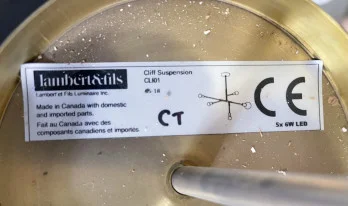 lambert&fils
Lambert et Fils Luminaire Inc.
Cliff Suspension
CLI01
Made in Canada with domestic
and imported parts.
Fait au Canada avec des
composants canadiens et importés.
CT
CE
5x 6W LED